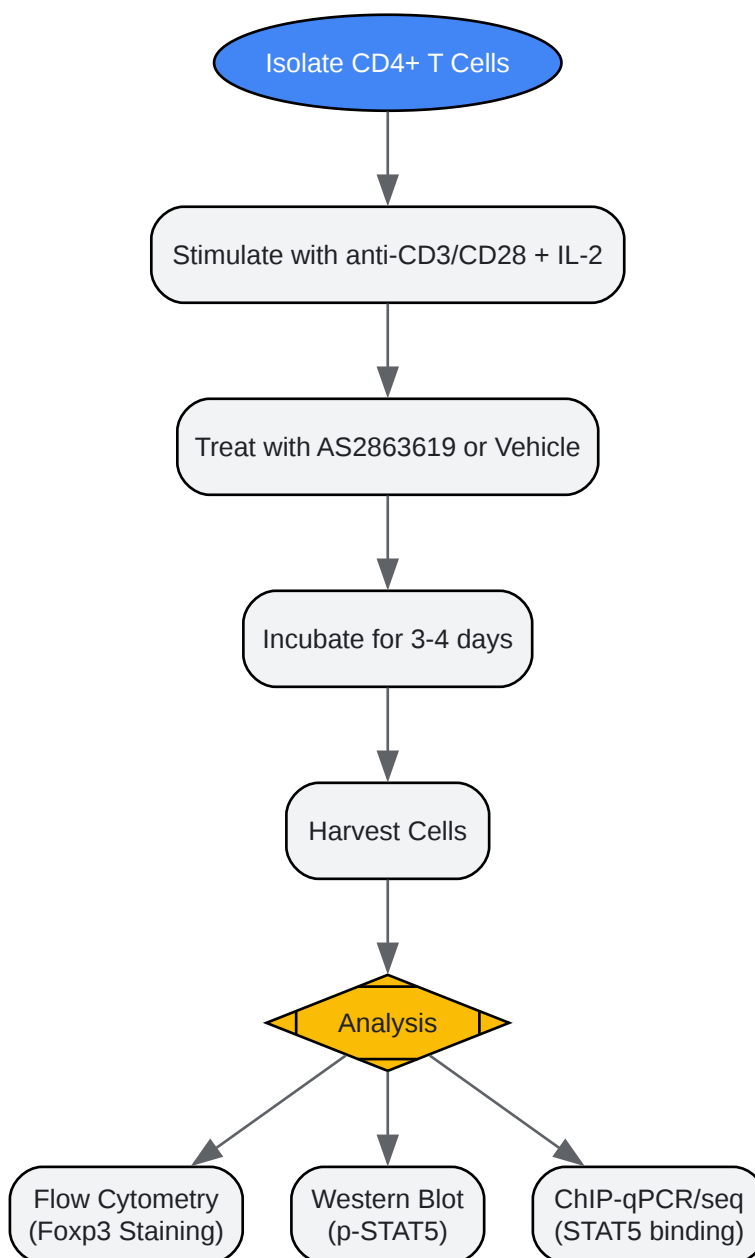 Isolate CD4+ T Cells
Stimulate with anti-CD3/CD28 + IL-2
Treat with AS2863619 or Vehicle
Incubate for 3-4 days
Harvest Cells
Analysis
Flow Cytometry
(Foxp3 Staining)
Western Blot
(p-STAT5)
ChIP-qPCR/seq
(STAT5 binding)